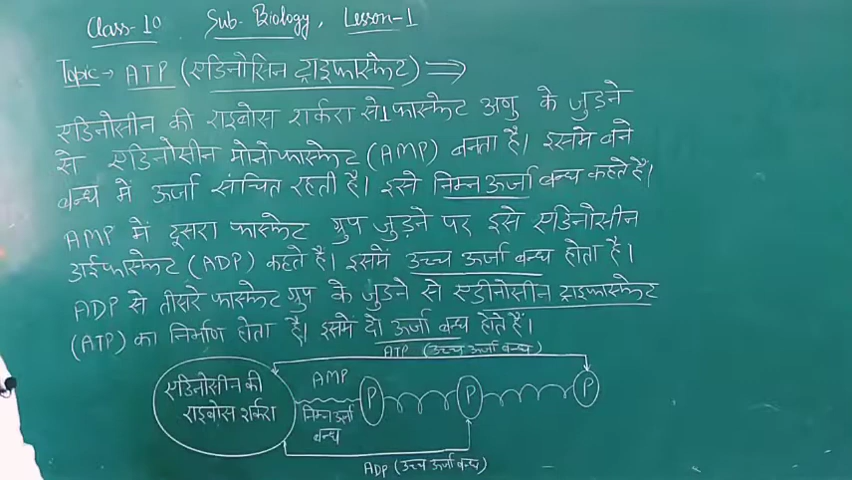 Class-10 Sub- Biology, Lesson-1
Topic → ATP (एडिनोसिन ट्राइफास्फेट) ⇒
एडिनोसीन की राइबोस शर्करा से 1 फास्फेट अणु के जुड़ने
से एडिनोसीन मोनोफास्फेट (AMP) बनता है। इसमे बने
बन्ध में ऊर्जा संचित रहती है। इसे निम्न ऊर्जा बन्ध कहते हैं।
AMP में दूसरा फास्फेट ग्रुप जुड़ने पर इसे एडिनोसीन
डाईफास्फेट (ADP) कहते हैं। इसमें उच्च ऊर्जा बन्ध होता है।
ADP से तीसरे फास्फेट ग्रुप के जुडने से एडीनोसीन ट्राइफास्फेट
(ATP) का निर्माण होता है। इसमें दो ऊर्जा बन्ध होते हैं।
ATP (उच्च ऊर्जा बन्ध)
एडिनोसीन की
राइबोस शर्करा
AMP
निम्न ऊर्जा
बन्ध
P P P
ADP (उच्च ऊर्जा बन्ध)